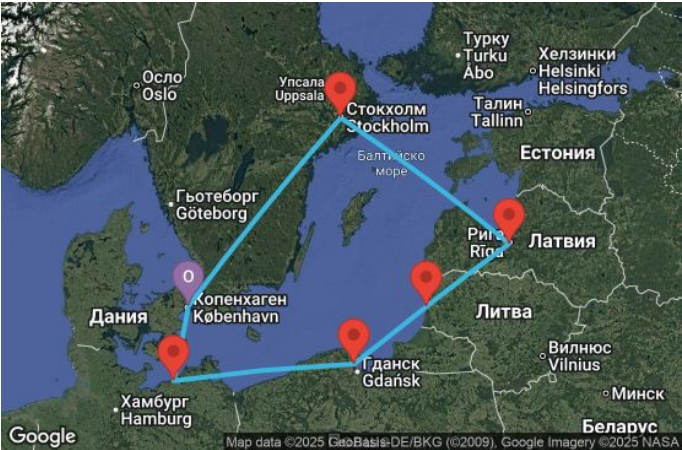 Турку
Turku
Åbo
Хелзинки
Helsinki
Helsingfors
Осло
Oslo
Упсала
Uppsala
Стокхолм
Stockholm
Талин
Tallinn
Балтийско
море
Естония
Гьотеборг
Göteborg
Рига
Rīga
Латвия
O
Копенхаген
København
Дания
Литва
Вилнюс
Vilnius
Гданск
Gdańsk
Минск
Хамбург
Hamburg
Беларус
Google
Map data ©2025 GeoBasis-DE/BKG (©2009), Google Imagery ©2025 NASA